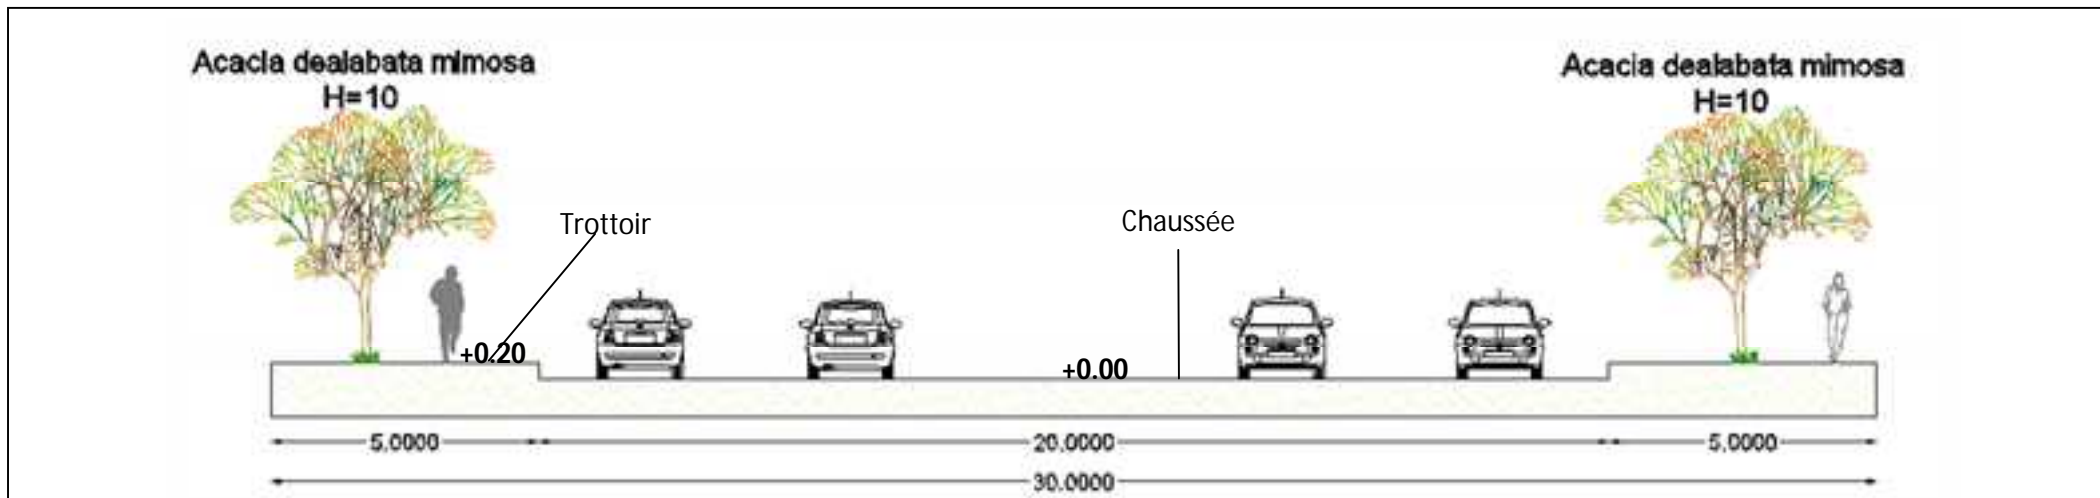 Acacia dealabata mimosa
H=10
Acacia dealabata mimosa
H=10
Trottoir
Chaussée
+0.20
+0.00
5.0000
20.0000
5.0000
30.0000